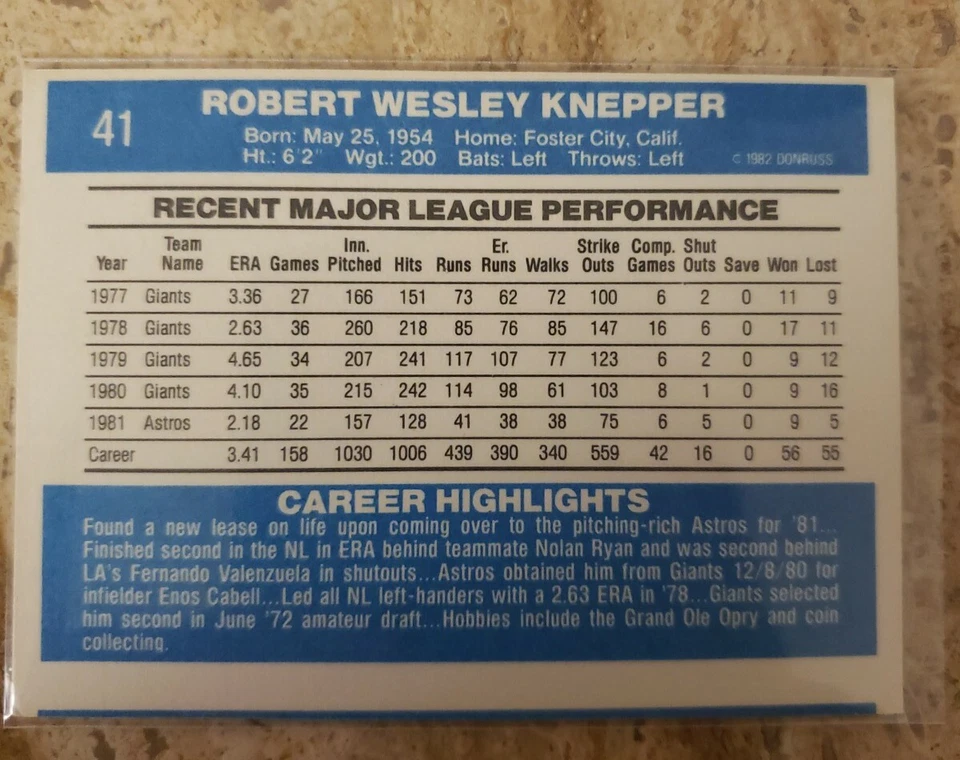 41
ROBERT WESLEY KNEPPER
Born: May 25, 1954 Home: Foster City, Calif.
Ht.: 6'2" Wgt.: 200 Bats: Left Throws: Left © 1982 DONRUSS
RECENT MAJOR LEAGUE PERFORMANCE
Year Team Name ERA Games Inn. Pitched Hits Runs Er. Runs Walks Strike Outs Comp. Games Shut Outs Save Won Lost
1977 Giants 3.36 27 166 151 73 62 72 100 6 2 0 11 9
1978 Giants 2.63 36 260 218 85 76 85 147 16 6 0 17 11
1979 Giants 4.65 34 207 241 117 107 77 123 6 2 0 9 12
1980 Giants 4.10 35 215 242 114 98 61 103 8 1 0 9 16
1981 Astros 2.18 22 157 128 41 38 38 75 6 5 0 9 5
Career 3.41 158 1030 1006 439 390 340 559 42 16 0 56 55
CAREER HIGHLIGHTS
Found a new lease on life upon coming over to the pitching-rich Astros for '81...
Finished second in the NL in ERA behind teammate Nolan Ryan and was second behind
LA's Fernando Valenzuela in shutouts...Astros obtained him from Giants 12/8/80 for
infielder Enos Cabell...Led all NL left-handers with a 2.63 ERA in '78...Giants selected
him second in June '72 amateur draft...Hobbies include the Grand Ole Opry and coin
collecting.